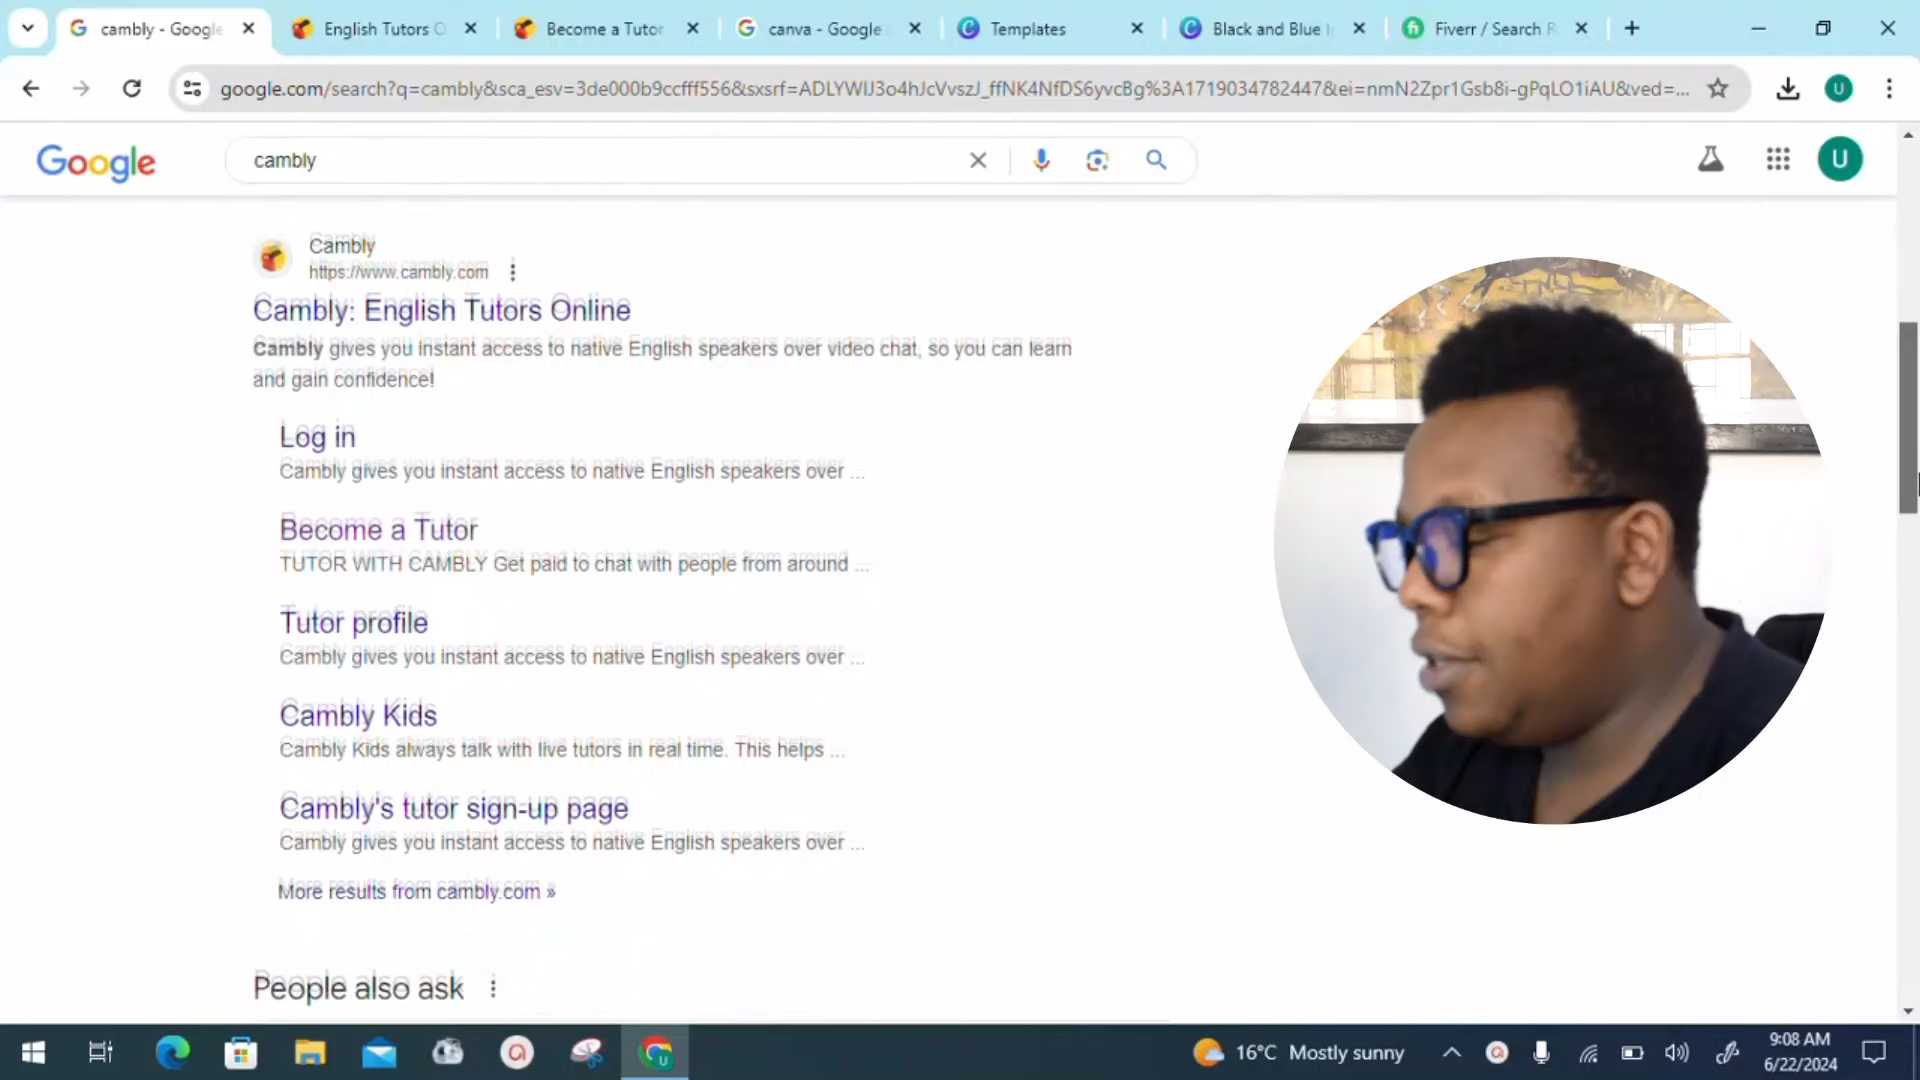 cambly - Google
English Tutors O
Become a Tutor
canva - Google
Templates
Black and Blue I
Fiverr / Search R
google.com/search?q=cambly&sca_esv=3de000b9ccfff556&sxsrf=ADLYWIJ3o4hJcVvszJ_ffNK4NfDS6yvcBg%3A1719034782447&ei=nmN2Zpr1Gsb8i-gPqLO1iAU&ved=...
U
Google
cambly
U
Cambly
https://www.cambly.com
Cambly: English Tutors Online
Cambly gives you instant access to native English speakers over video chat, so you can learn
and gain confidence!
Log in
Cambly gives you instant access to native English speakers over ...
Become a Tutor
TUTOR WITH CAMBLY Get paid to chat with people from around ...
Tutor profile
Cambly gives you instant access to native English speakers over ...
Cambly Kids
Cambly Kids always talk with live tutors in real time. This helps ...
Cambly's tutor sign-up page
Cambly gives you instant access to native English speakers over ...
More results from cambly.com »
People also ask
16°C Mostly sunny
9:08 AM
6/22/2024